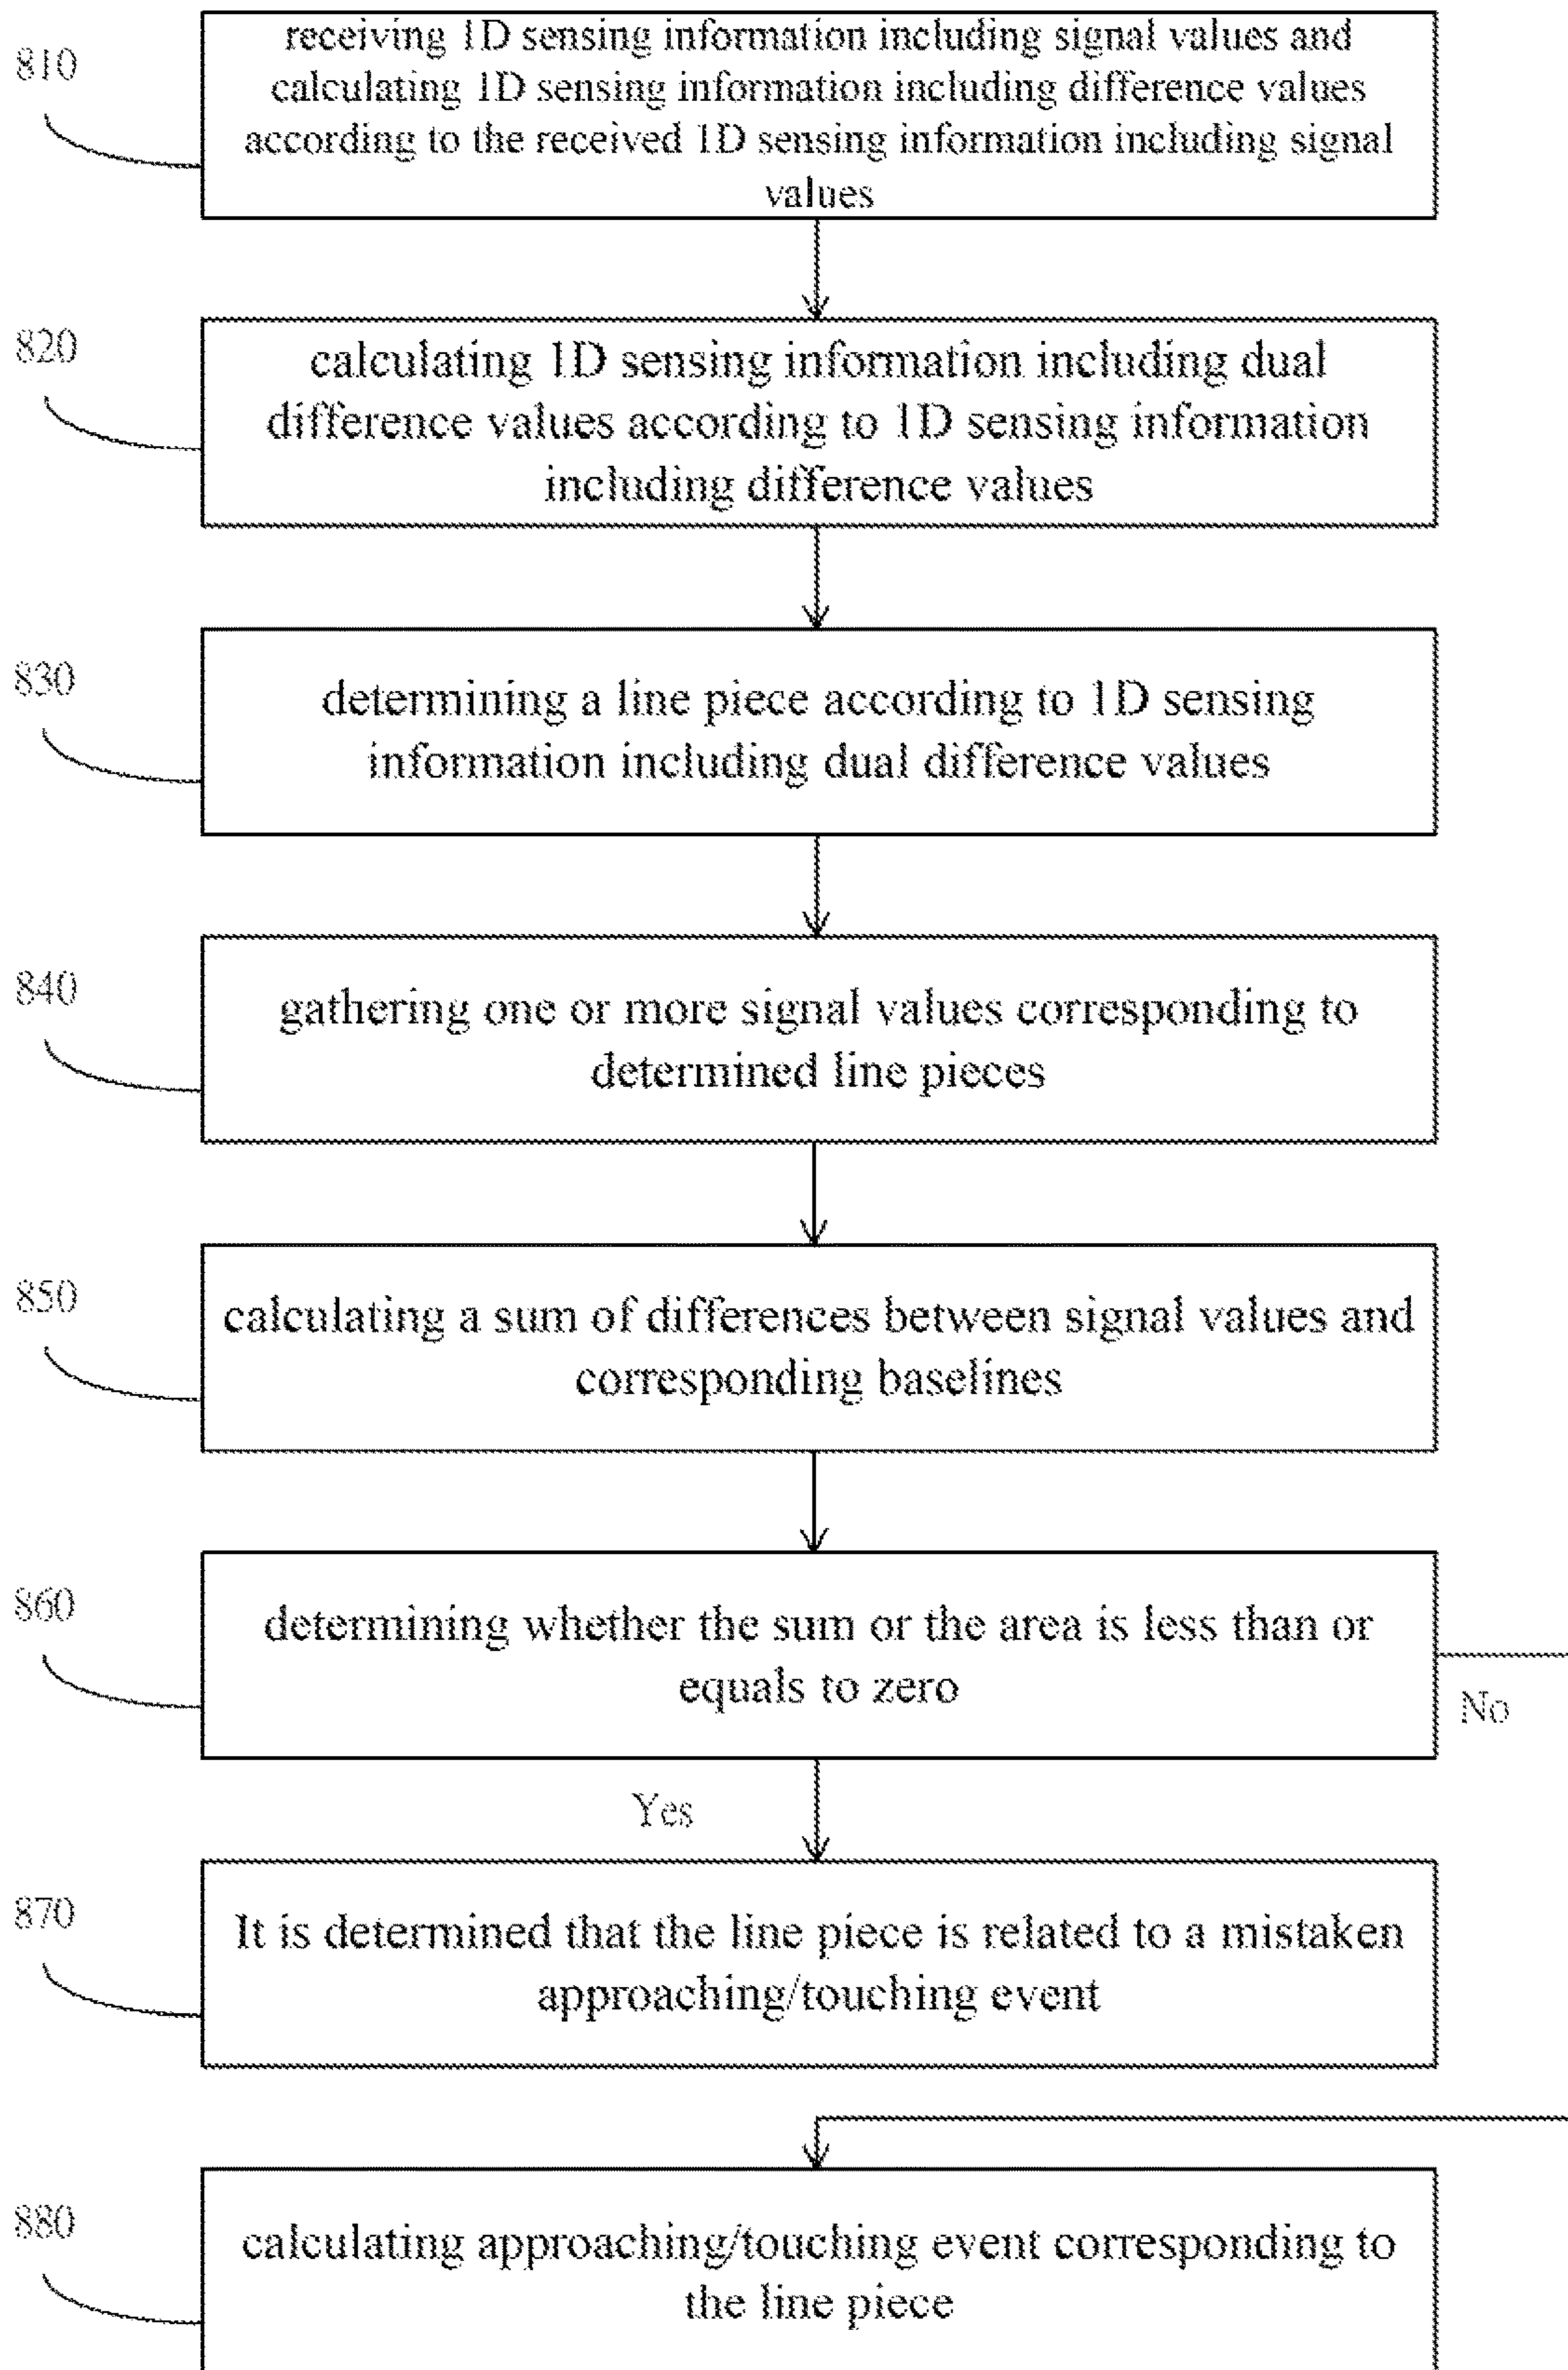 810
receiving 1D sensing information including signal values and
calculating 1D sensing information including difference values
according to the received 1D sensing information including signal
values
820
calculating 1D sensing information including dual
difference values according to 1D sensing information
including difference values
830
determining a line piece according to 1D sensing
information including dual difference values
840
gathering one or more signal values corresponding to
determined line pieces
850
calculating a sum of differences between signal values and
corresponding baselines
860
determining whether the sum or the area is less than or
equals to zero
No
Yes
870
It is determined that the line piece is related to a mistaken
approaching/touching event
880
calculating approaching/touching event corresponding to
the line piece